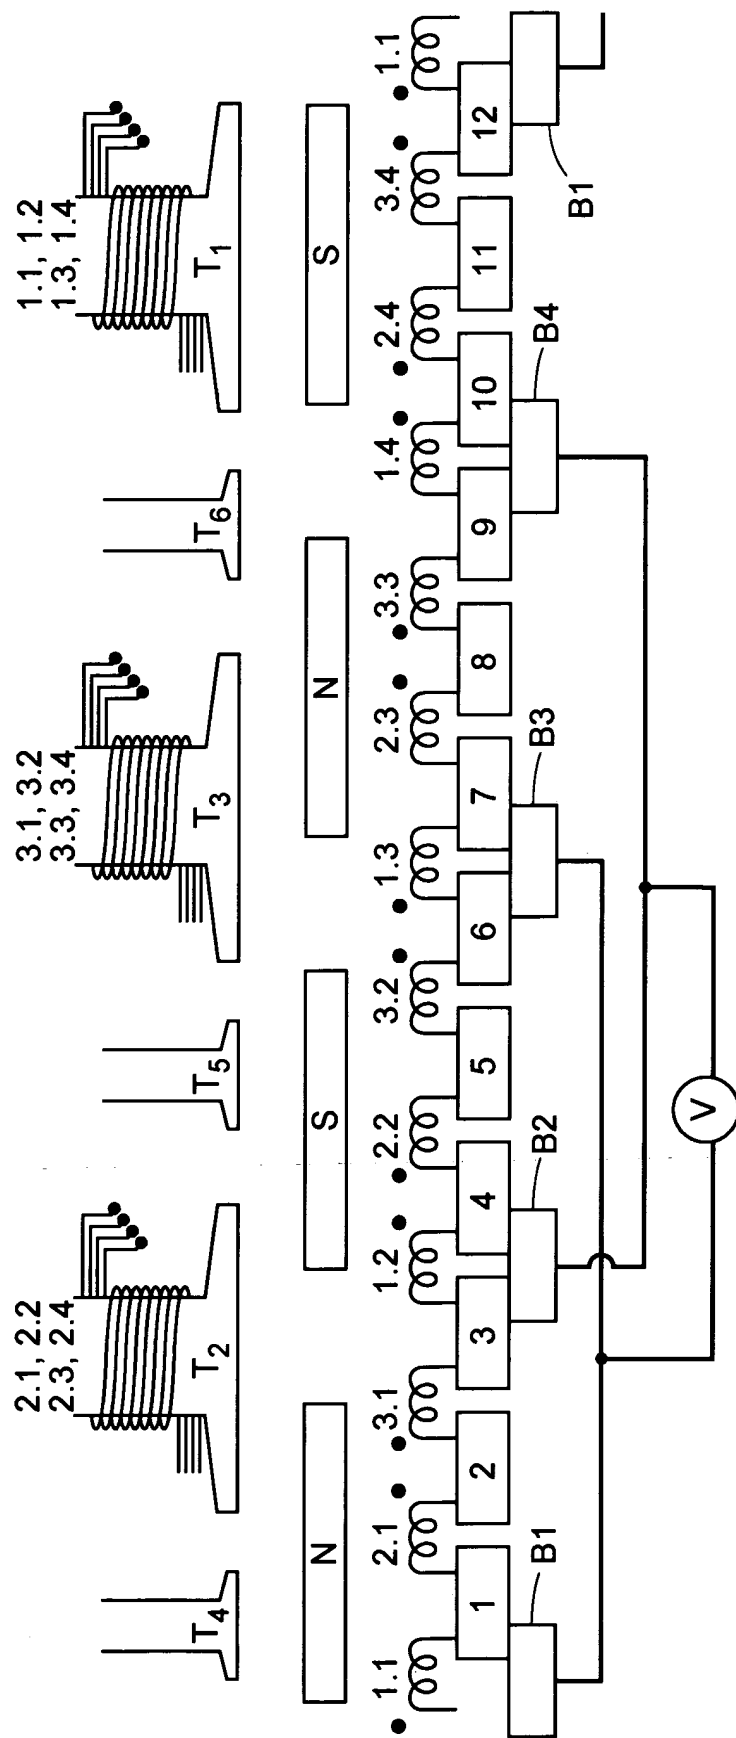 2.1, 2.2
2.3, 2.4
3.1, 3.2
3.3, 3.4
1.1, 1.2
1.3, 1.4
T4
T2
T5
T3
T6
T1
N
S
N
S
1.1
2.1
3.1
1.2
2.2
3.2
1.3
2.3
3.3
1.4
2.4
3.4
1.1
1
2
3
4
5
6
7
8
9
10
11
12
B1
B2
B3
B4
B1
V